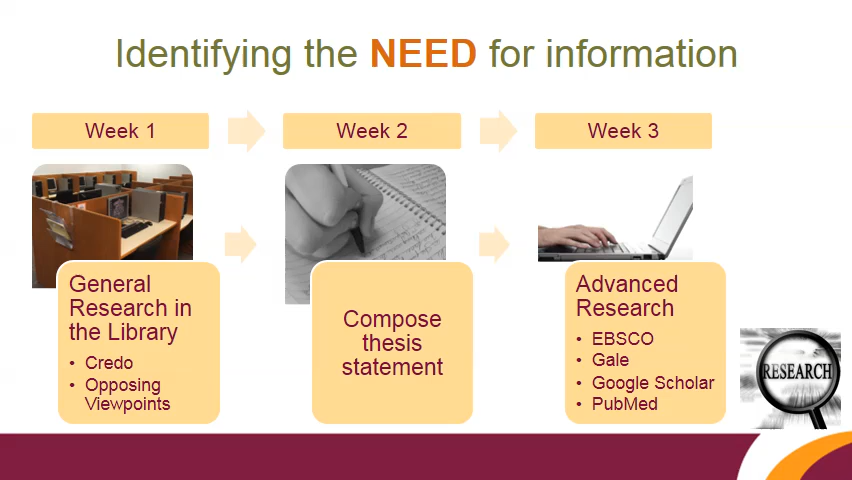 Identifying the NEED for information
Week 1
Week 2
Week 3
General
Research in
the Library
• Credo
• Opposing
Viewpoints
Compose
thesis
statement
Advanced
Research
• EBSCO
• Gale
• Google Scholar
• PubMed
RESEARCH